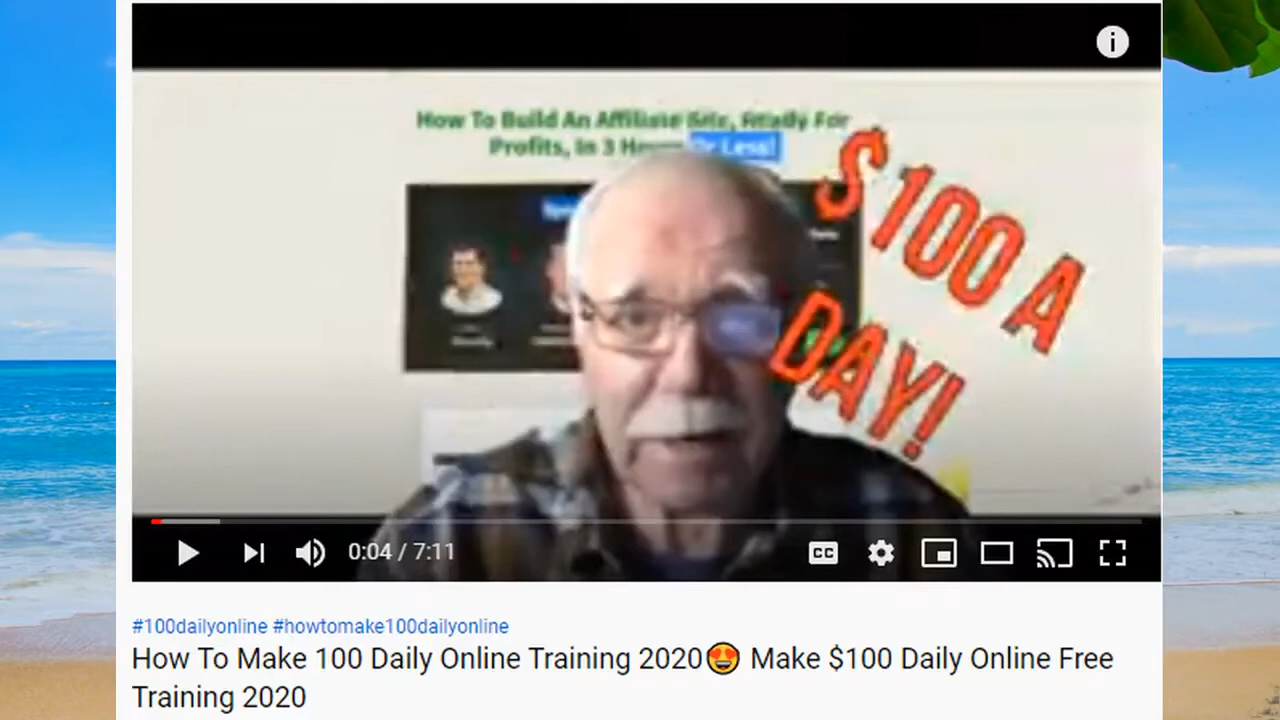 How To Build An Affiliate Site, Ready For
Profits, In 3 Hours Or Less!
$100 A
DAY!
0:04 / 7:11
CC
#100dailyonline #howtomake100dailyonline
How To Make 100 Daily Online Training 2020😍 Make $100 Daily Online Free
Training 2020